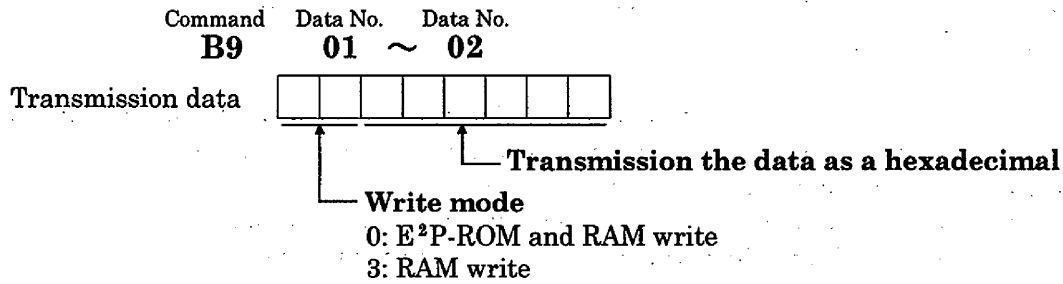 Command Data No. Data No.
B9 01 ～ 02
Transmission data
Transmission the data as a hexadecimal
Write mode
0: E²P-ROM and RAM write
3: RAM write